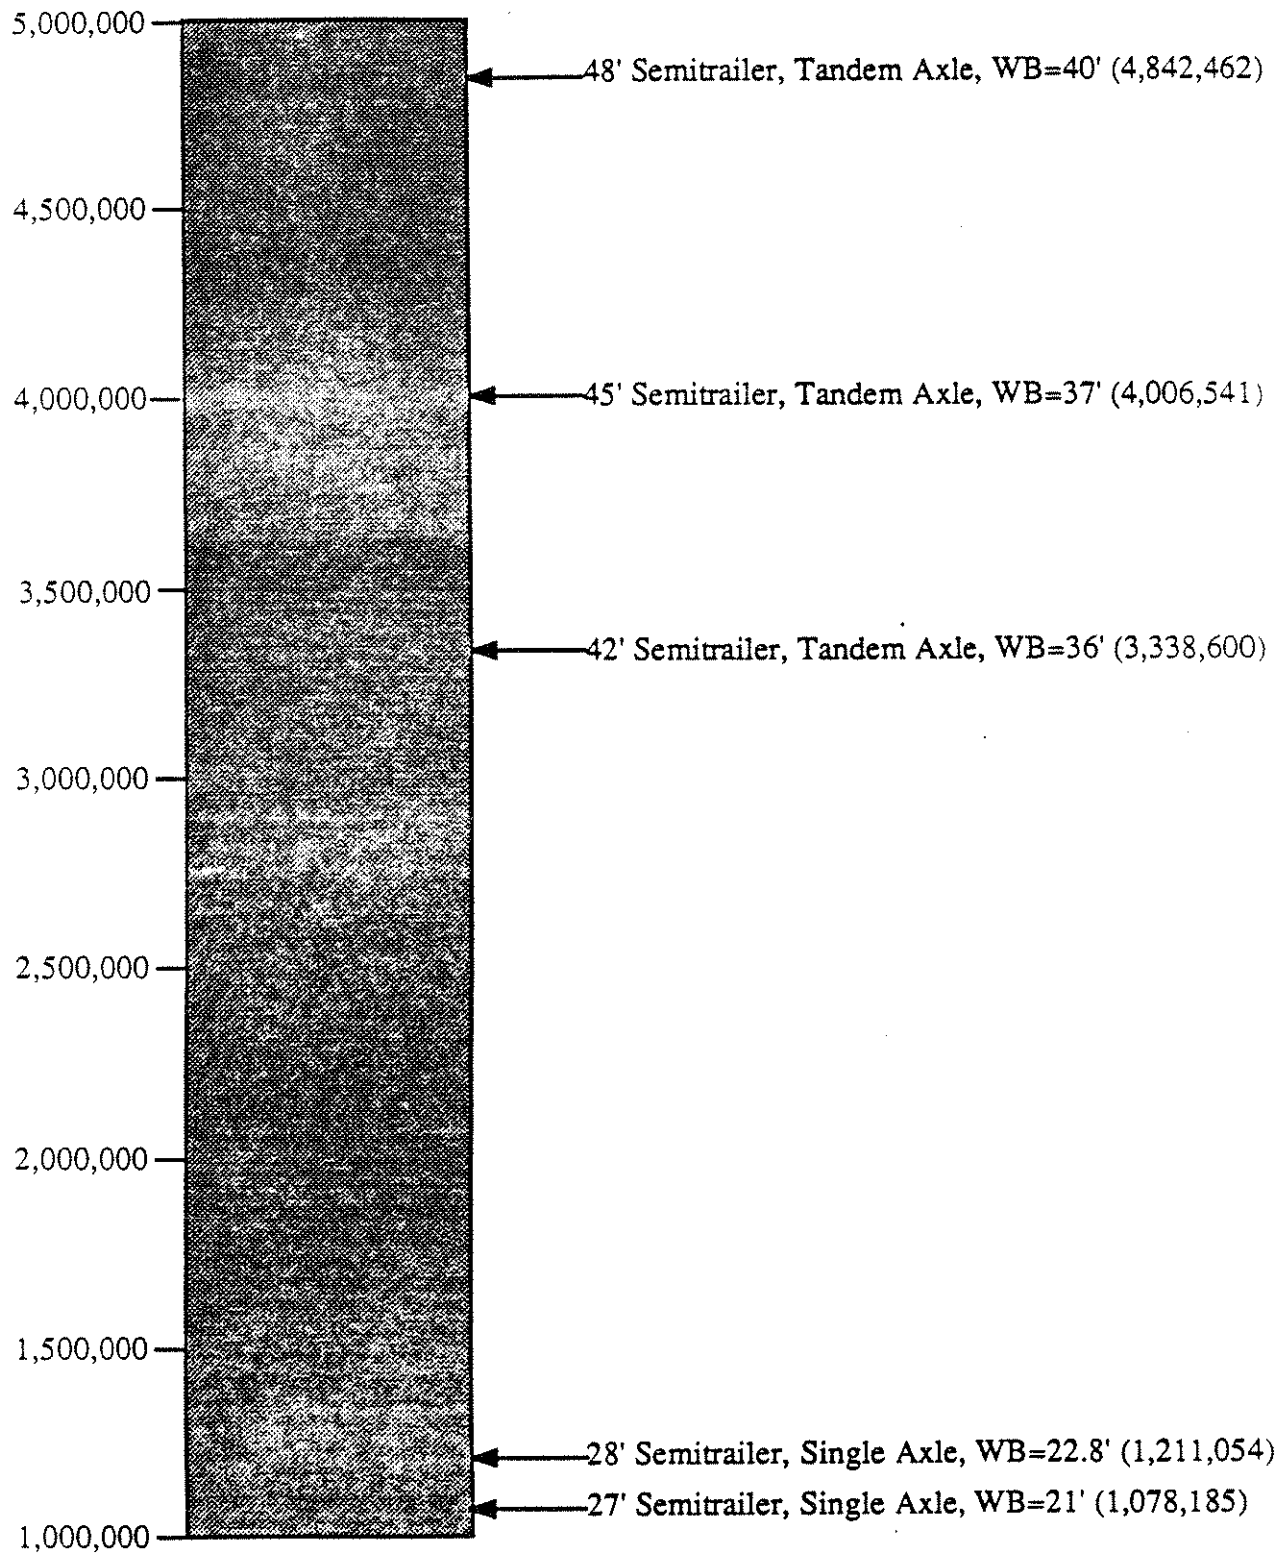 5,000,000
48' Semitrailer, Tandem Axle, WB=40' (4,842,462)
4,500,000
4,000,000
45' Semitrailer, Tandem Axle, WB=37' (4,006,541)
3,500,000
42' Semitrailer, Tandem Axle, WB=36' (3,338,600)
3,000,000
2,500,000
2,000,000
1,500,000
28' Semitrailer, Single Axle, WB=22.8' (1,211,054)
27' Semitrailer, Single Axle, WB=21' (1,078,185)
1,000,000